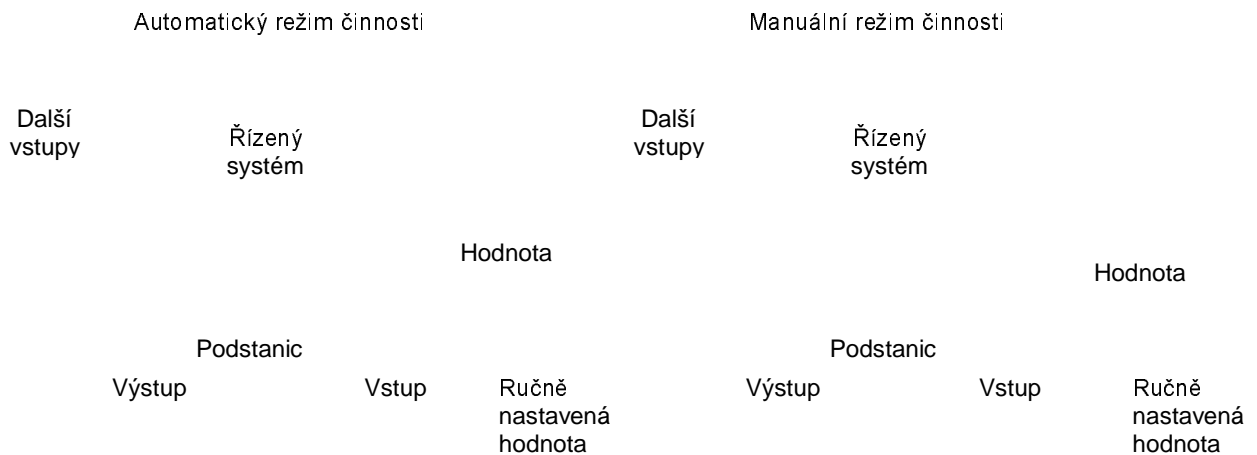 Automatický režim činnosti
Manuální režim činnosti
Další
vstupy
Řízený
systém
Hodnota
Podstanic
Výstup
Vstup
Ručně
nastavená
hodnota
Další
vstupy
Řízený
systém
Hodnota
Podstanic
Výstup
Vstup
Ručně
nastavená
hodnota